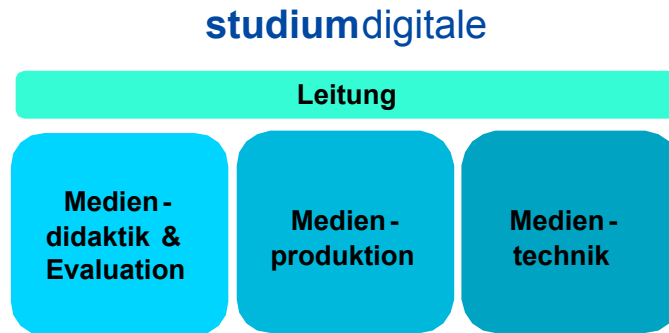 studiumdigitale
Leitung
Medien-
didaktik &
Evaluation
Medien-
produktion
Medien-
technik